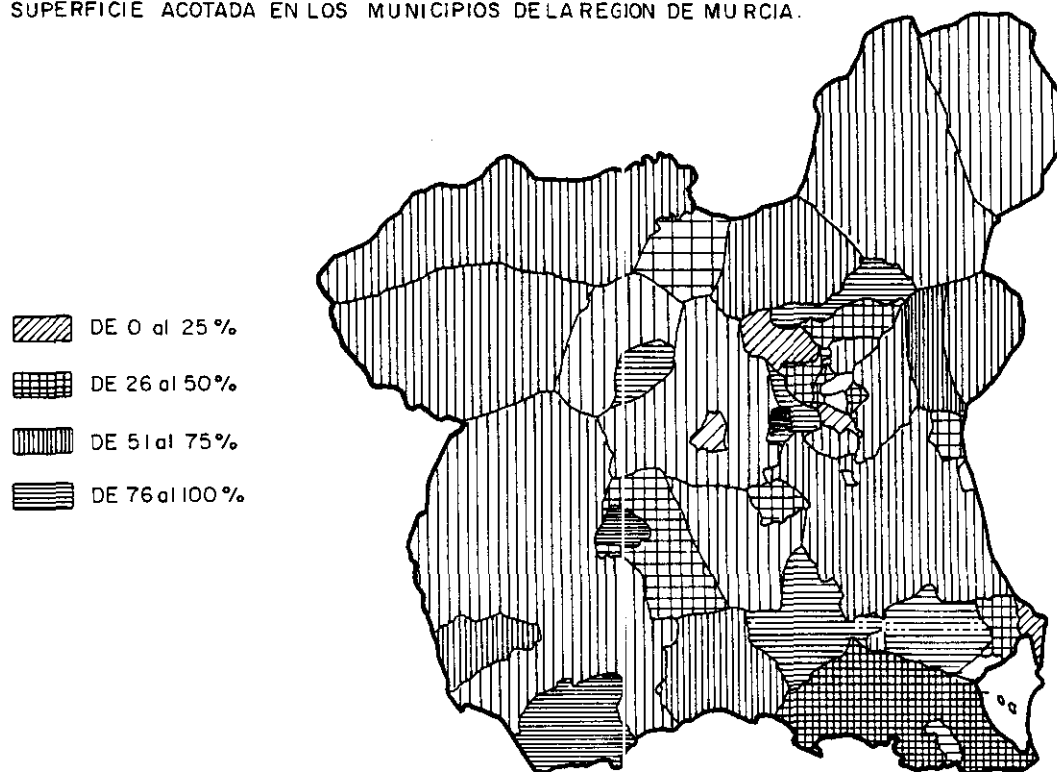 SUPERFICIE ACOTADA EN LOS MUNICIPIOS DE LA REGION DE MURCIA.
DE 0 al 25%
DE 26 al 50%
DE 51 al 75%
DE 76 al 100%